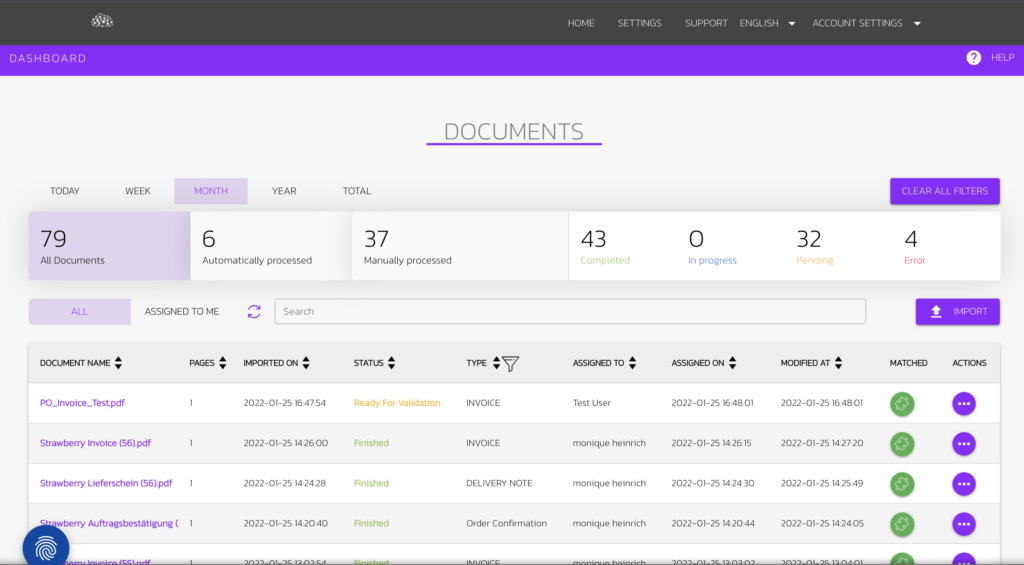 HOME SETTINGS SUPPORT ENGLISH ACCOUNT SETTINGS
DASHBOARD ? HELP
DOCUMENTS
TODAY WEEK MONTH YEAR TOTAL CLEAR ALL FILTERS
79 6 37 43 0 32 4
All Documents Automatically processed Manually processed Completed In progress Pending Error
ALL ASSIGNED TO ME Search IMPORT
DOCUMENT NAME PAGES IMPORTED ON STATUS TYPE ASSIGNED TO ASSIGNED ON MODIFIED AT MATCHED ACTIONS
PO_Invoice_Test.pdf 1 2022-01-25 16:47:54 Ready For Validation INVOICE Test User 2022-01-25 16:48:01 2022-01-25 16:48:01
Strawberry Invoice (56).pdf 1 2022-01-25 14:26:00 Finished INVOICE monique heinrich 2022-01-25 14:26:15 2022-01-25 14:27:20
Strawberry Lieferschein (56).pdf 1 2022-01-25 14:24:28 Finished DELIVERY NOTE monique heinrich 2022-01-25 14:24:30 2022-01-25 14:25:49
Strawberry Auftragsbestätigung ( 1 2022-01-25 14:20:40 Finished Order Confirmation monique heinrich 2022-01-25 14:20:44 2022-01-25 14:24:05
Invoice (55).pdf 1 2022-01-25 13:02:54 Finished INVOICE monique heinrich 2022-01-25 13:03:02 2022-01-25 13:04:01